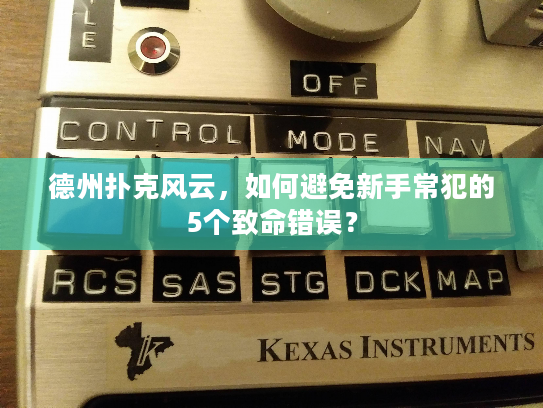 YLE
OFF
CONTROL
MODE
NAV
德州扑克风云，如何避免新手常犯的
5个致命错误？
RCS
SAS
STG
DCK
MAP
K
KEXAS INSTRUMENTS